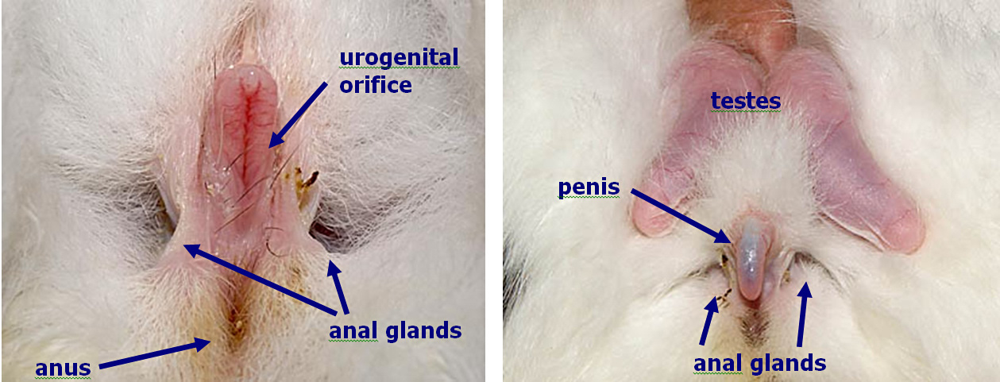 urogenital
orifice
anal glands
anus
testes
penis
anal glands